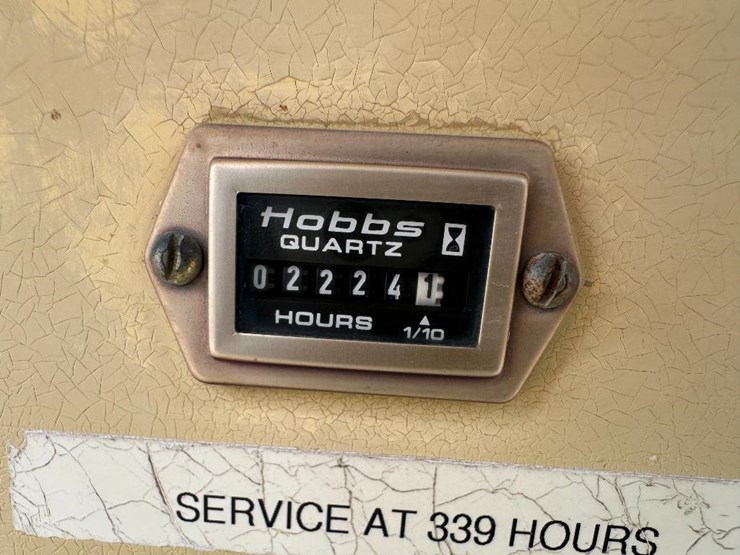 Hobbs
QUARTZ
022241
HOURS
1/10
SERVICE AT 339 HOURS